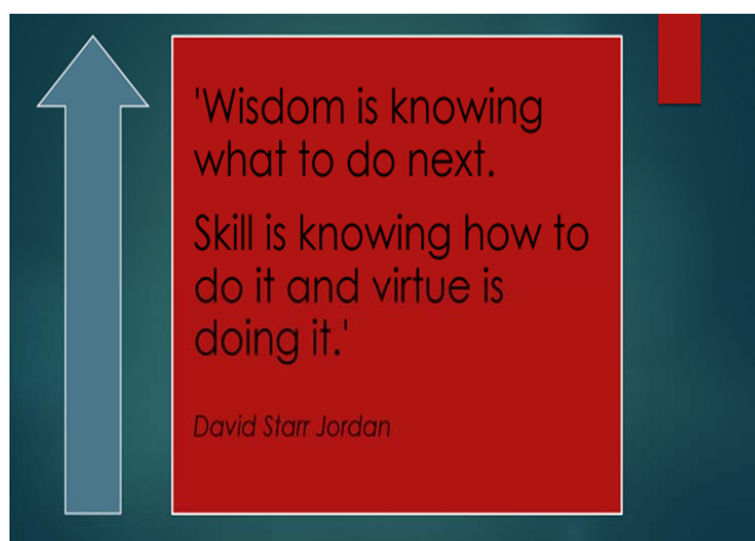 'Wisdom is knowing
what to do next.
Skill is knowing how to
do it and virtue is
doing it.'
David Starr Jordan